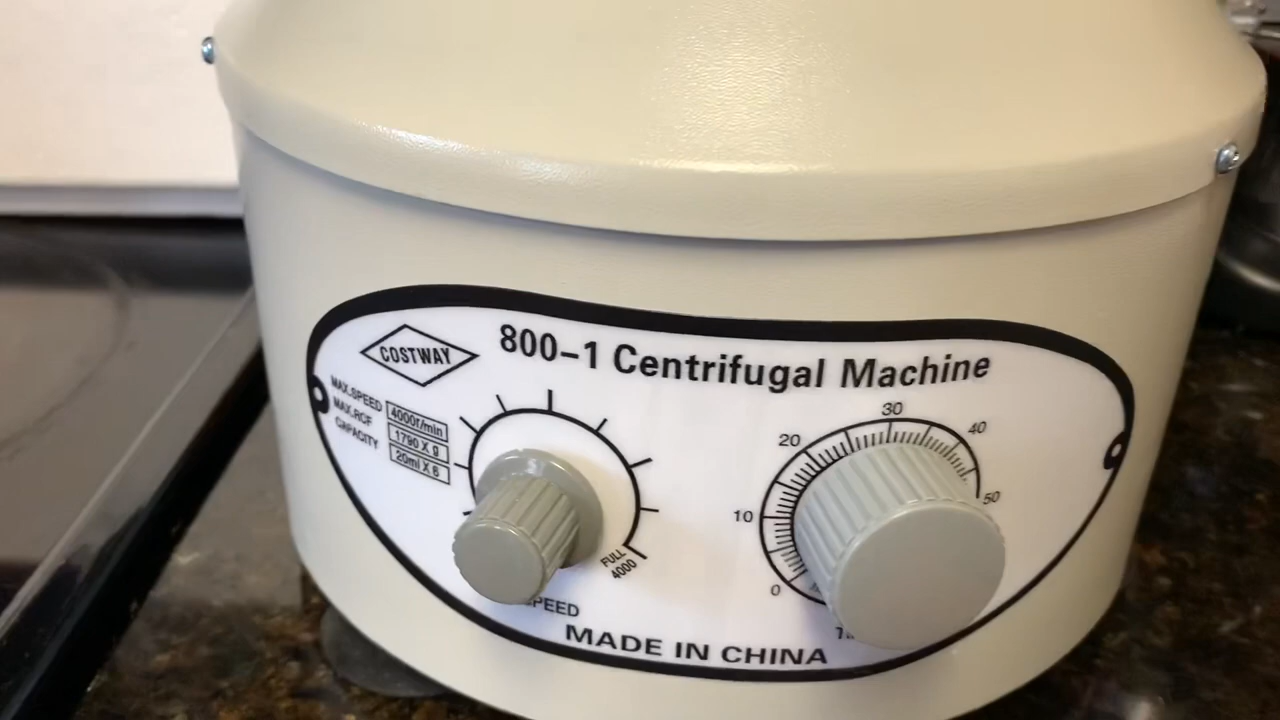 COSTWAY
800-1 Centrifugal Machine
MAX.SPEED 4000r/min
MAX.RCF 1790 X g
CAPACITY 20ml X 6
FULL
4000
0
10
20
30
40
50
MADE IN CHINA